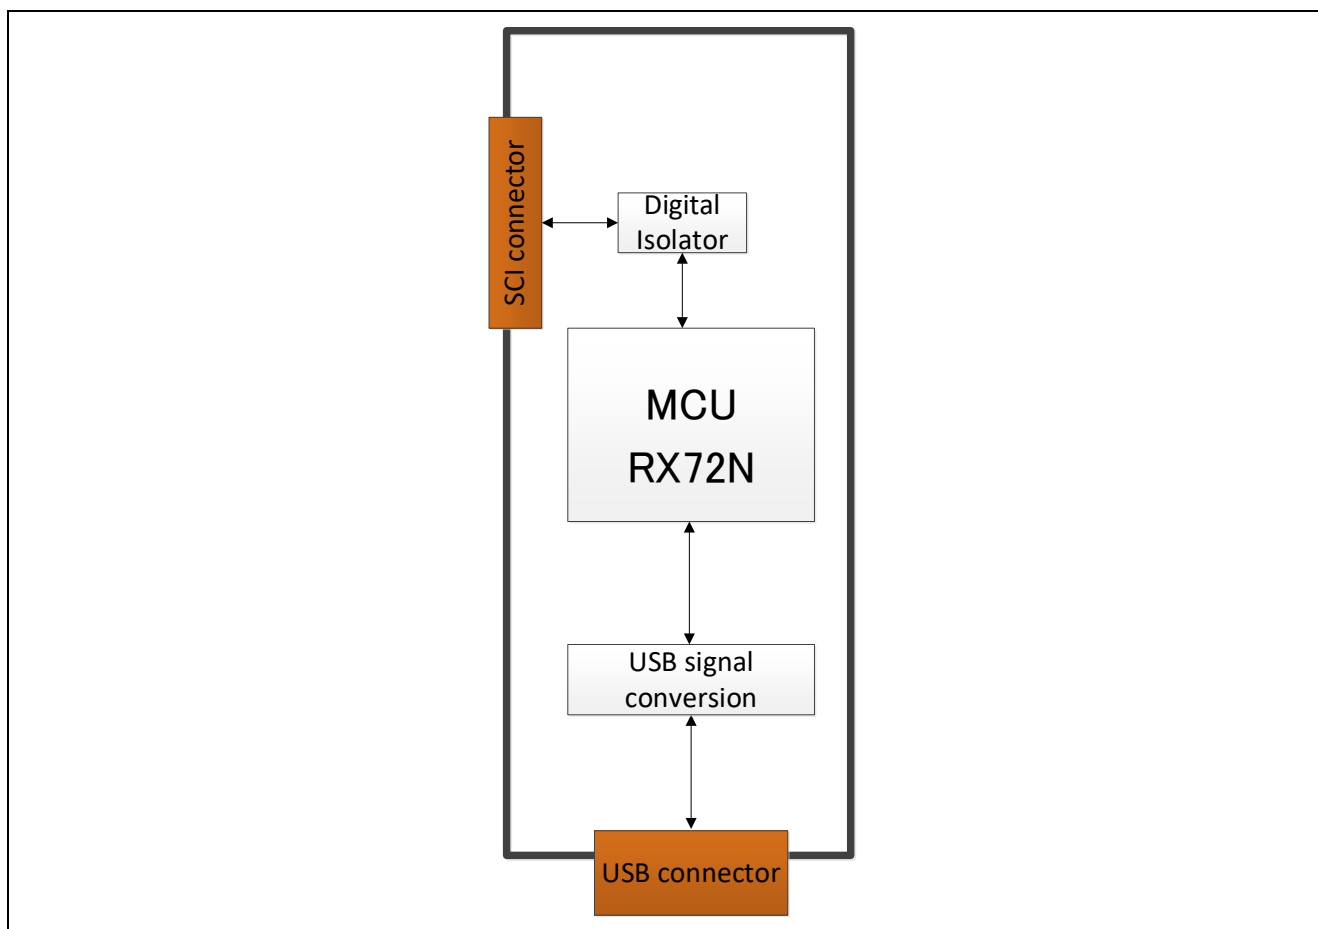 SCI connector
Digital
Isolator
MCU
RX72N
USB signal
conversion
USB connector